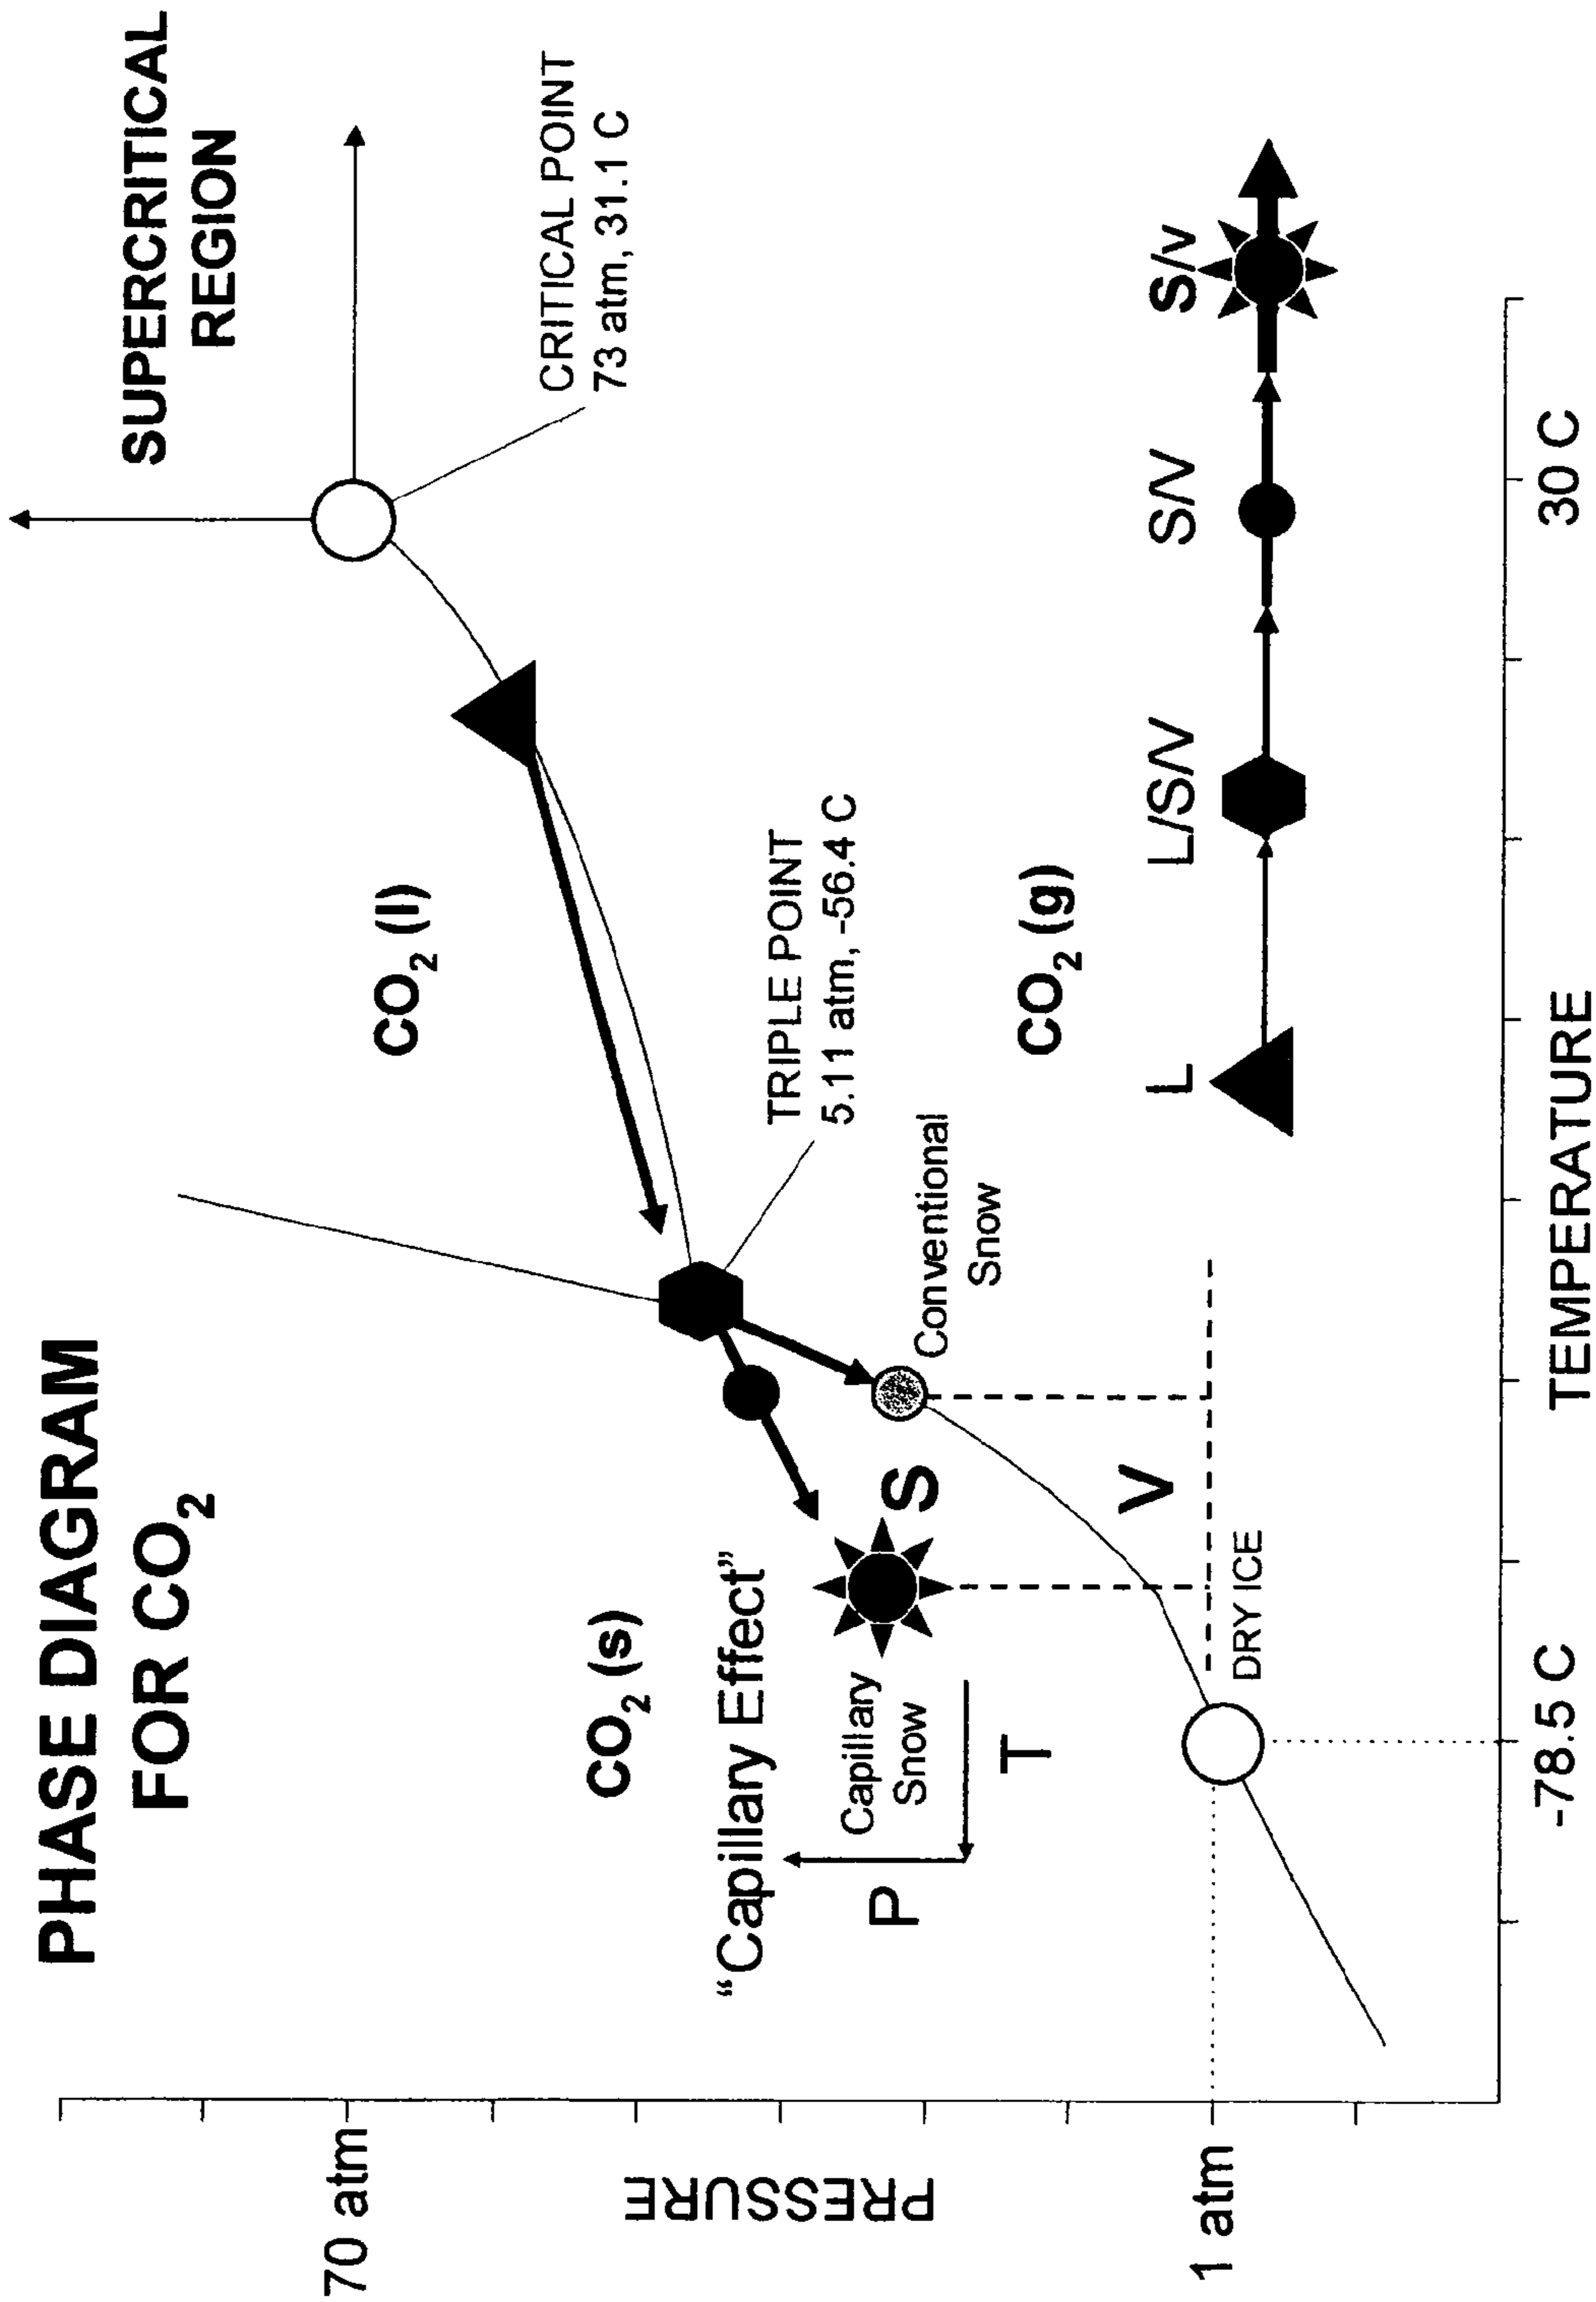 PHASE DIAGRAM
FOR CO₂
SUPERCRITICAL
REGION
70 atm
CRITICAL POINT
73 atm, 31.1 C
CO₂ (l)
CO₂ (s)
PRESSURE
"Capillary Effect"
TRIPLE POINT
5.11 atm, -56.4 C
Capillary
Snow
S
Conventional
Snow
P
T
CO₂ (g)
V
L
L/S/V
S/V
S/v
1 atm
DRY ICE
-78.5 C
30 C
TEMPERATURE